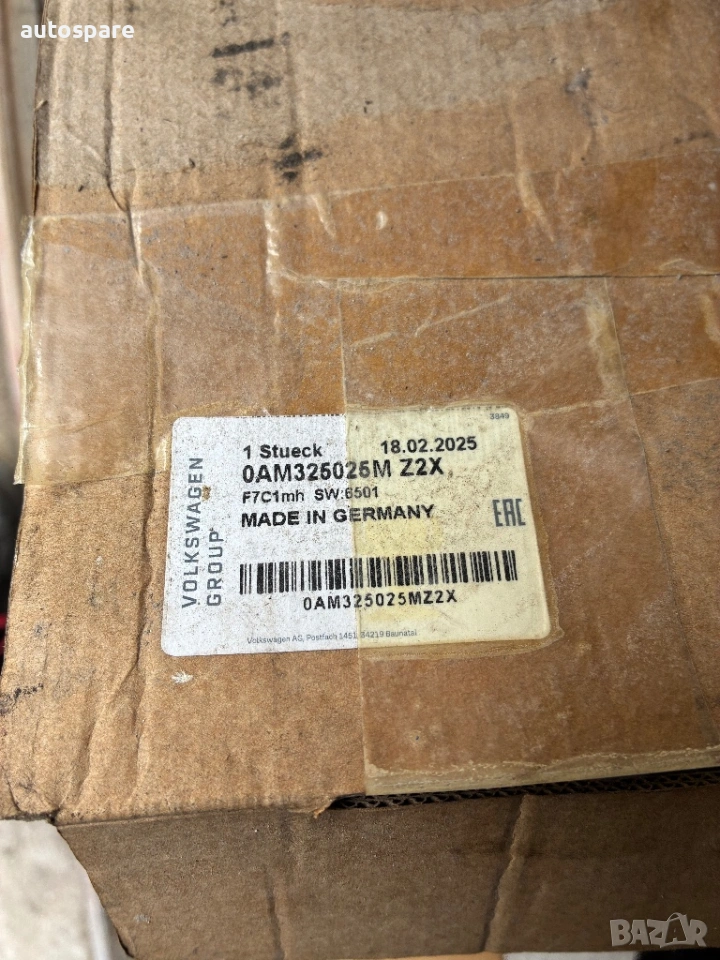 autospare
3849
1 Stueck 18.02.2025
0AM325025M Z2X
F7C1mh SW:6501
MADE IN GERMANY
EAC
VOLKSWAGEN
GROUP
0AM325025MZ2X
Volkswagen AG, Postfach 1451, 34219 Baunatal
BAZAR